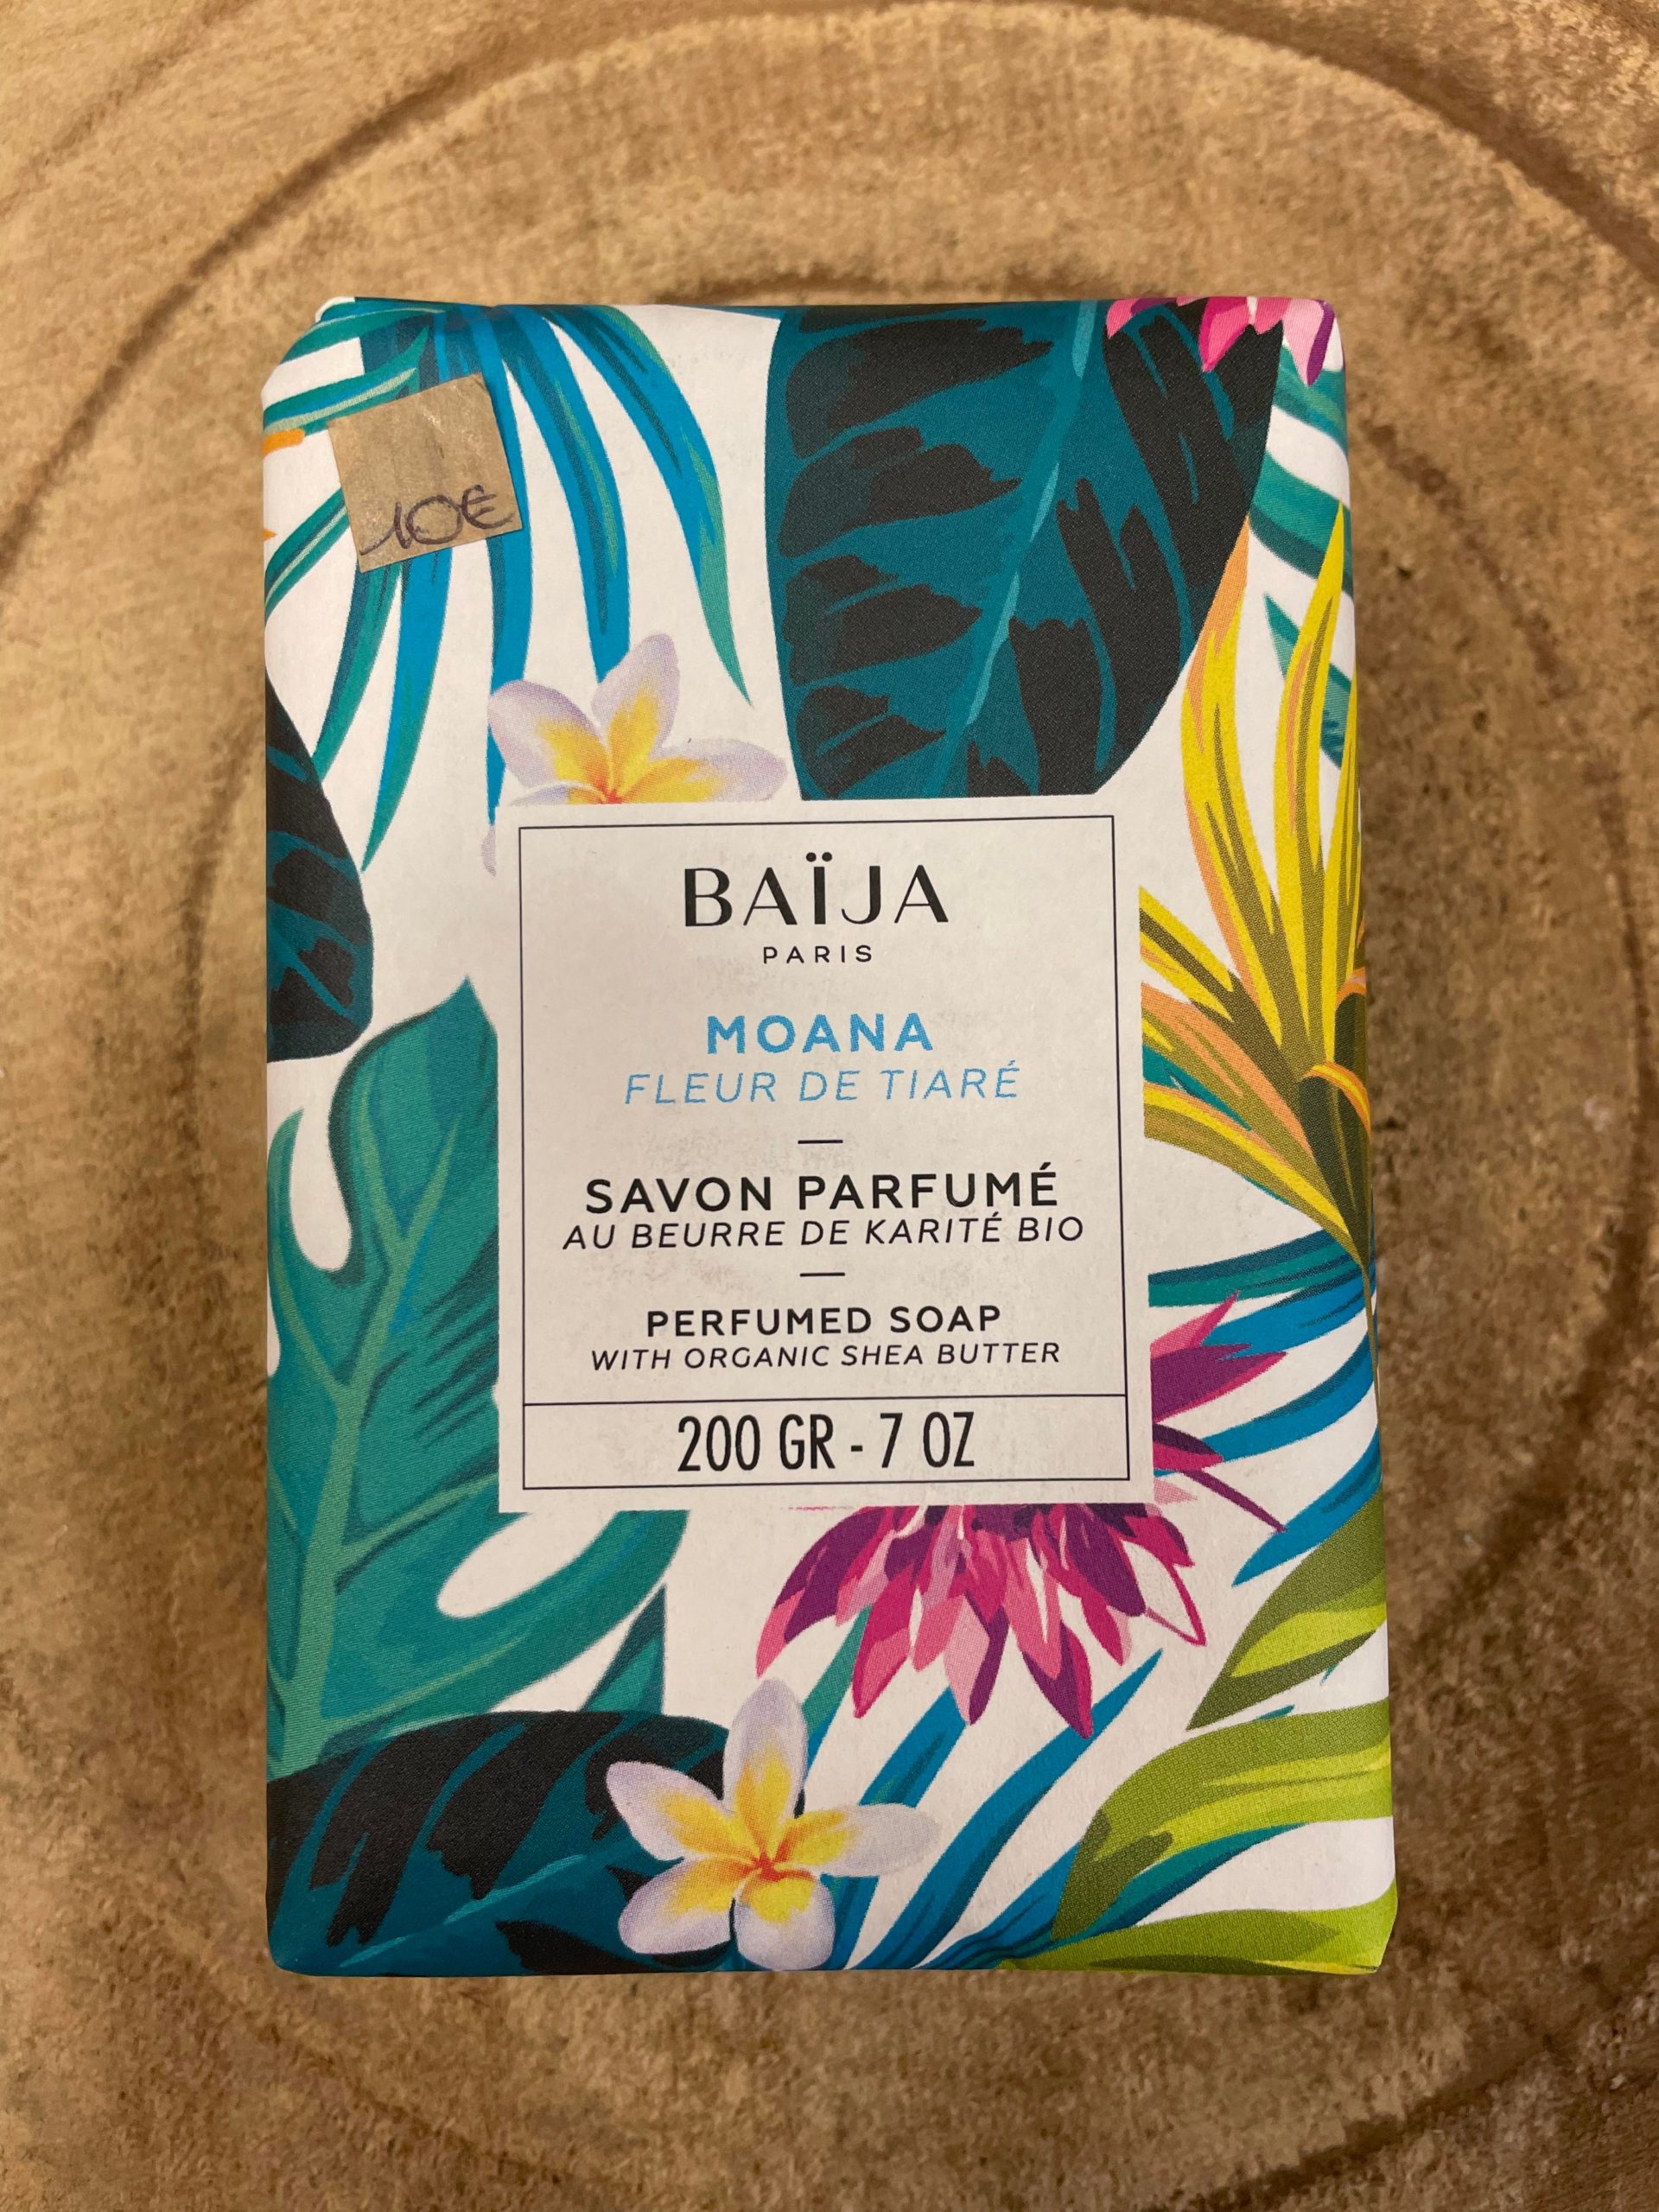 10€
BAÏJA
PARIS
MOANA
FLEUR DE TIARÉ
SAVON PARFUMÉ
AU BEURRE DE KARITÉ BIO
PERFUMED SOAP
WITH ORGANIC SHEA BUTTER
200 GR - 7 OZ